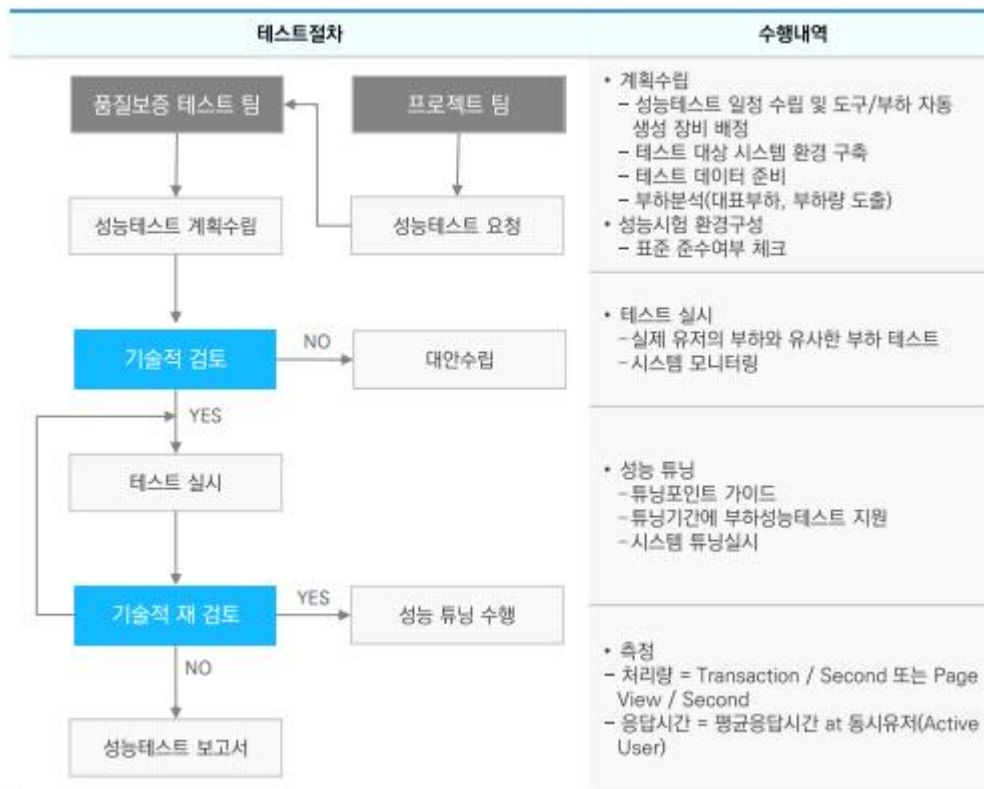 테스트절차
수행내역
품질보증 테스트 팀
프로젝트 팀
성능테스트 계획수립
성능테스트 요청
기술적 검토
NO
대안수립
YES
테스트 실시
기술적 재 검토
YES
성능 튜닝 수행
NO
성능테스트 보고서
• 계획수립
– 성능테스트 일정 수립 및 도구/부하 자동
생성 장비 배정
– 테스트 대상 시스템 환경 구축
– 테스트 데이터 준비
– 부하분석(대표부하, 부하량 도출)
• 성능시험 환경구성
– 표준 준수여부 체크
• 테스트 실시
–실제 유저의 부하와 유사한 부하 테스트
–시스템 모니터링
• 성능 튜닝
–튜닝포인트 가이드
–튜닝기간에 부하성능테스트 지원
–시스템 튜닝실시
• 측정
– 처리량 = Transaction / Second 또는 Page
View / Second
– 응답시간 = 평균응답시간 at 동시유저(Active
User)